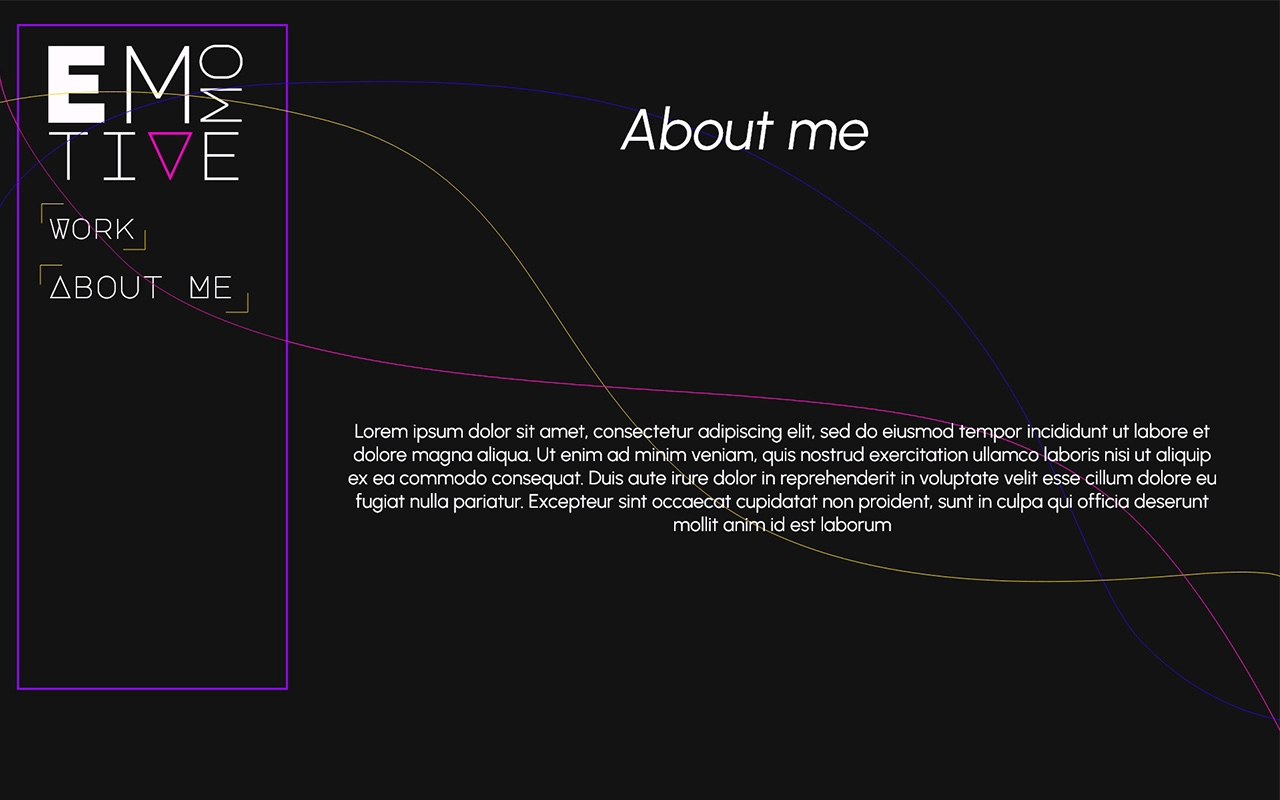 EMMO
TIVE
WORK
ABOUT ME
About me
Lorem ipsum dolor sit amet, consectetur adipiscing elit, sed do eiusmod tempor incididunt ut labore et
dolore magna aliqua. Ut enim ad minim veniam, quis nostrud exercitation ullamco laboris nisi ut aliquip
ex ea commodo consequat. Duis aute irure dolor in reprehenderit in voluptate velit esse cillum dolore eu
fugiat nulla pariatur. Excepteur sint occaecat cupidatat non proident, sunt in culpa qui officia deserunt
mollit anim id est laborum